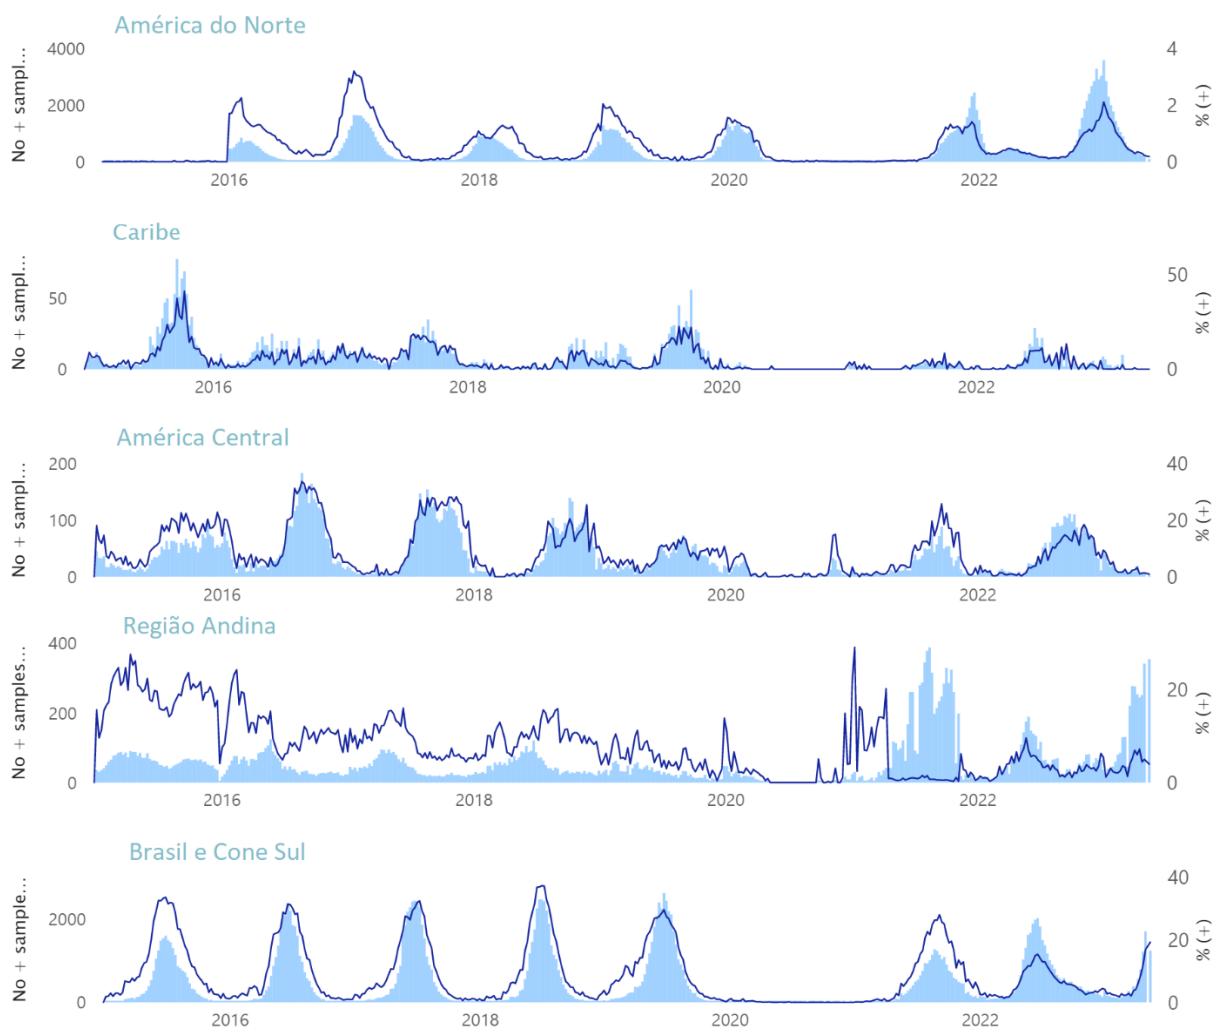 América do Norte
No + sampl...
4000
2000
0
4
2
0
% (+)
2016 2018 2020 2022
Caribe
No + sampl...
50
0
50
0
% (+)
2016 2018 2020 2022
América Central
No + sampl...
200
100
0
40
20
0
% (+)
2016 2018 2020 2022
Região Andina
No + samples...
400
200
0
20
0
% (+)
2016 2018 2020 2022
Brasil e Cone Sul
No + sample...
2000
0
40
20
0
% (+)
2016 2018 2020 2022